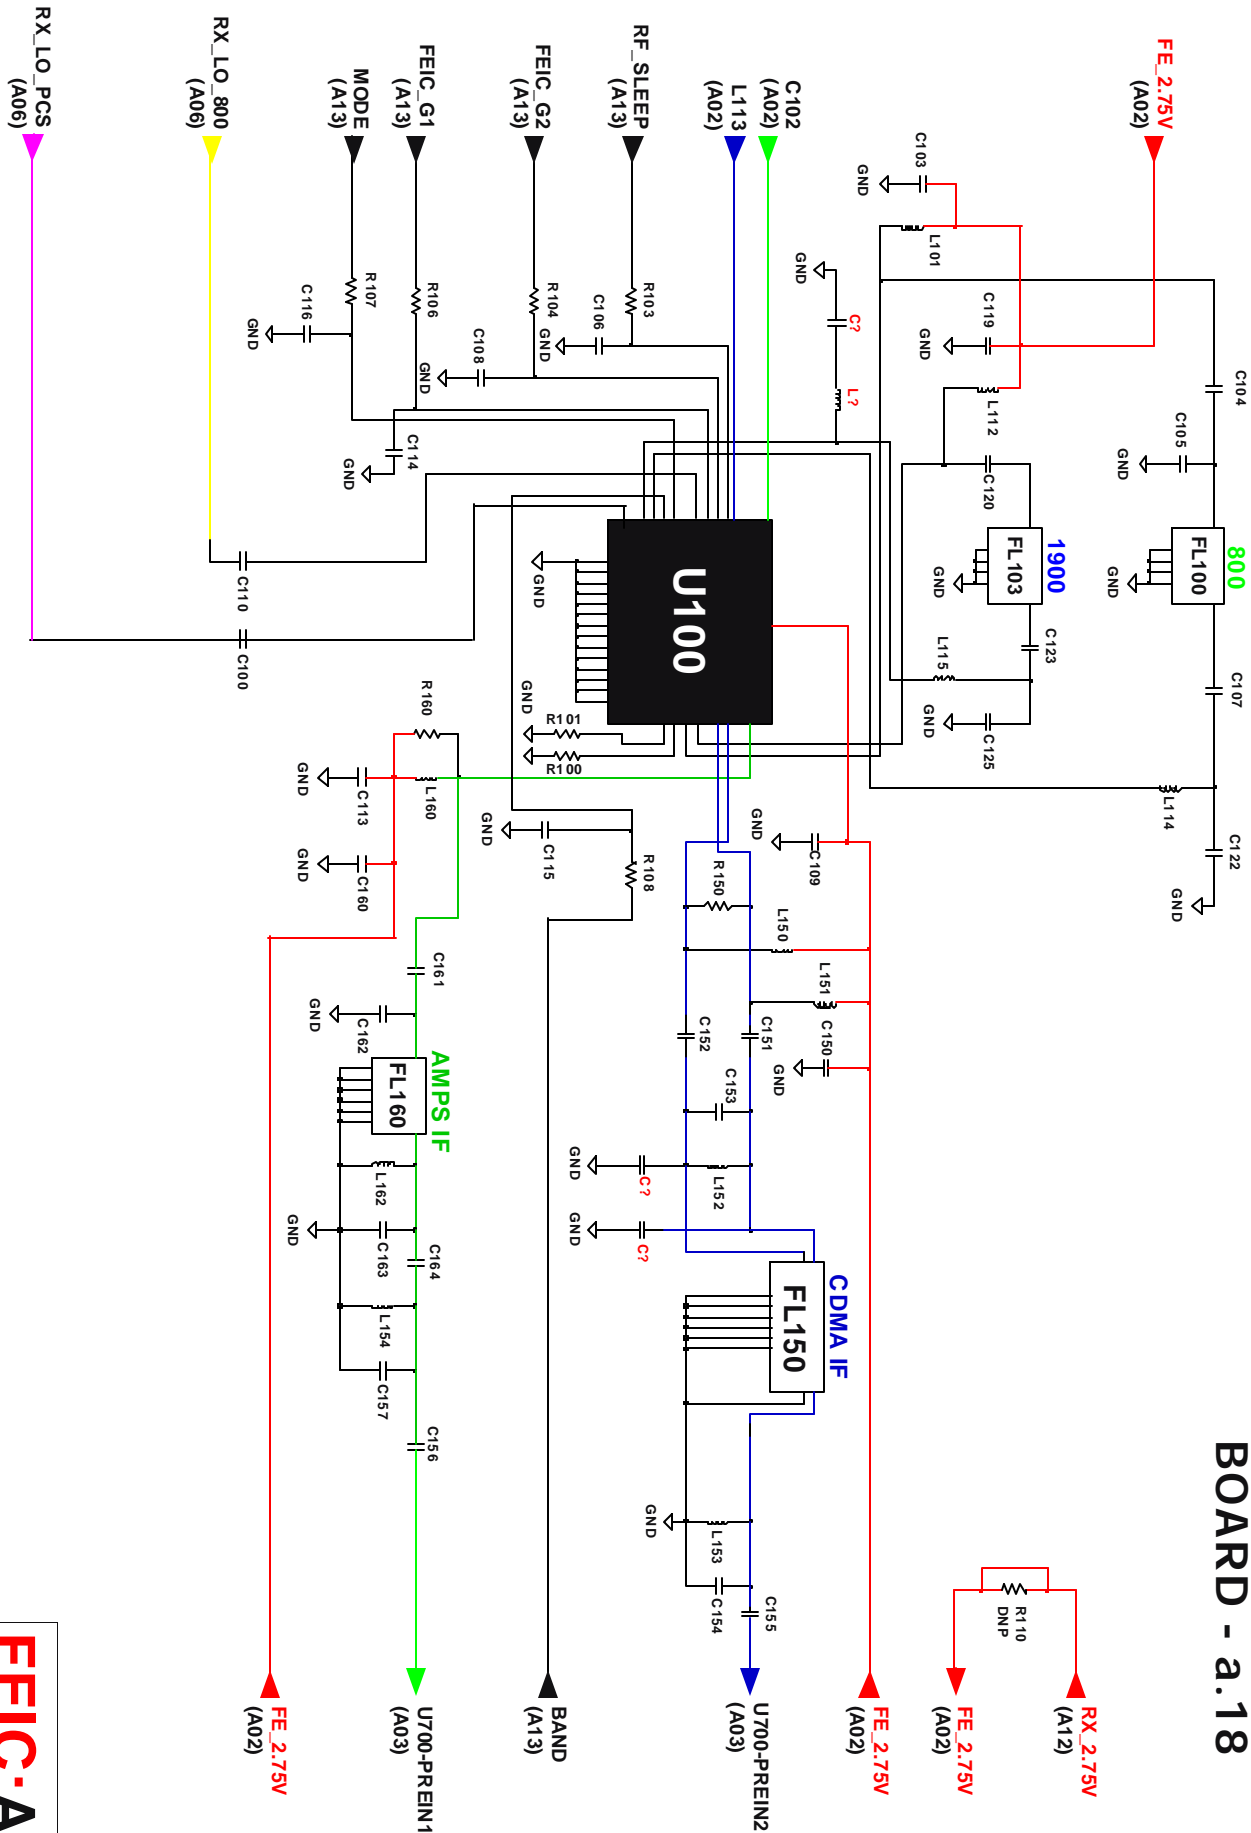 BOARD - a.18
FEIC·A
FE_2.75V
(A02)
C102
(A02)
L113
(A02)
RF_SLEEP
(A13)
FEIC_G2
(A13)
FEIC_G1
(A13)
MODE
(A13)
RX_LO_800
(A06)
RX_LO_PCS
(A06)
C103
GND
L101
GND
C?
L?
C119
GND
L112
C104
C105
GND
C120
800
FL100
GND
1900
FL103
GND
C123
L115
C125
GND
C107
L114
C122
GND
R103
C106
GND
R104
C108
GND
R106
C114
GND
R107
C116
GND
C110
C100
U100
GND
R101
GND
R100
R160
L160
C113
GND
C160
GND
C115
GND
R108
C109
GND
R150
L150
L151
C150
GND
C152
C151
C153
L152
C?
GND
C?
GND
CDMA IF
FL150
L153
GND
C154
C155
C161
C162
GND
AMPS IF
FL160
L162
C163
GND
C164
L154
C157
C156
R110
DNP
RX_2.75V
(A12)
FE_2.75V
(A02)
FE_2.75V
(A02)
U700-PREIN2
(A03)
BAND
(A13)
U700-PREIN1
(A03)
FE_2.75V
(A02)